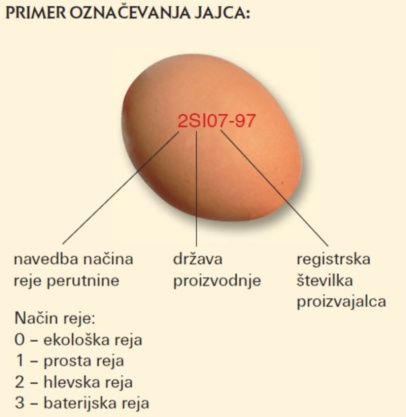 PRIMER OZNAČEVANJA JAJCA:
2SI07-97
navedba načina
reje perutnine
država
proizvodnje
registrska
številka
proizvajalca
Način reje:
0 – ekološka reja
1 – prosta reja
2 – hlevska reja
3 – baterijska reja